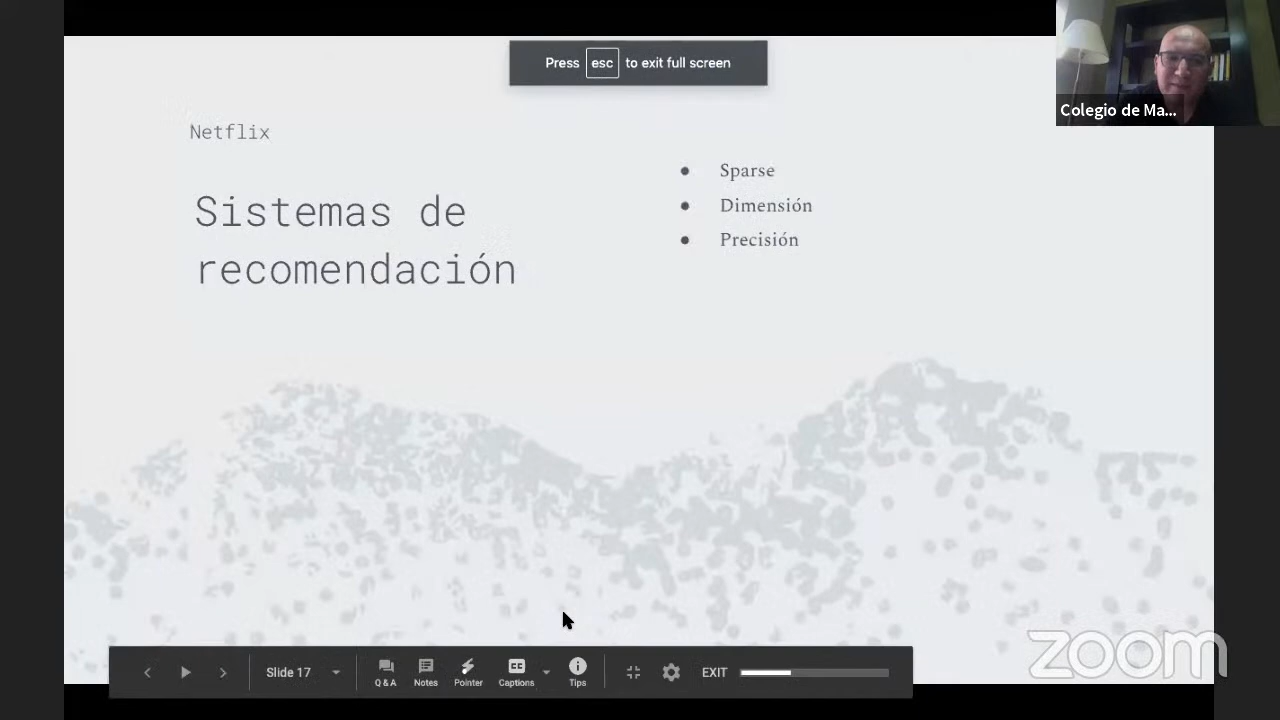 Press esc to exit full screen
Colegio de Ma...
Netflix
Sistemas de
recomendación
● Sparse
● Dimensión
● Precisión
Slide 17
Q & A
Notes
Pointer
Captions
Tips
EXIT
zoom